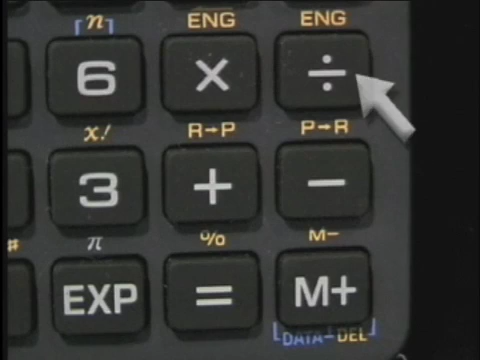 n ENG ENG
6 × ÷
x! R→P P→R
3 + −
π % M−
EXP = M+
DATA DEL